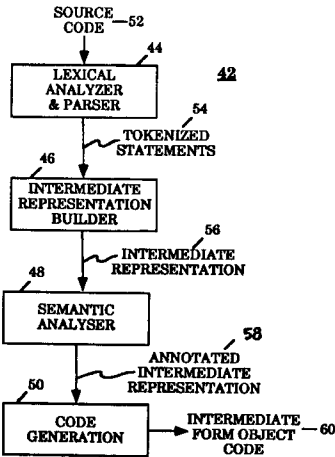 SOURCE
CODE 52
44
LEXICAL
ANALYZER
& PARSER
42
54
TOKENIZED
STATEMENTS
46
INTERMEDIATE
REPRESENTATION
BUILDER
56
INTERMEDIATE
REPRESENTATION
48
SEMANTIC
ANALYSER
58
ANNOTATED
INTERMEDIATE
REPRESENTATION
50
CODE
GENERATION
INTERMEDIATE
FORM OBJECT 60
CODE